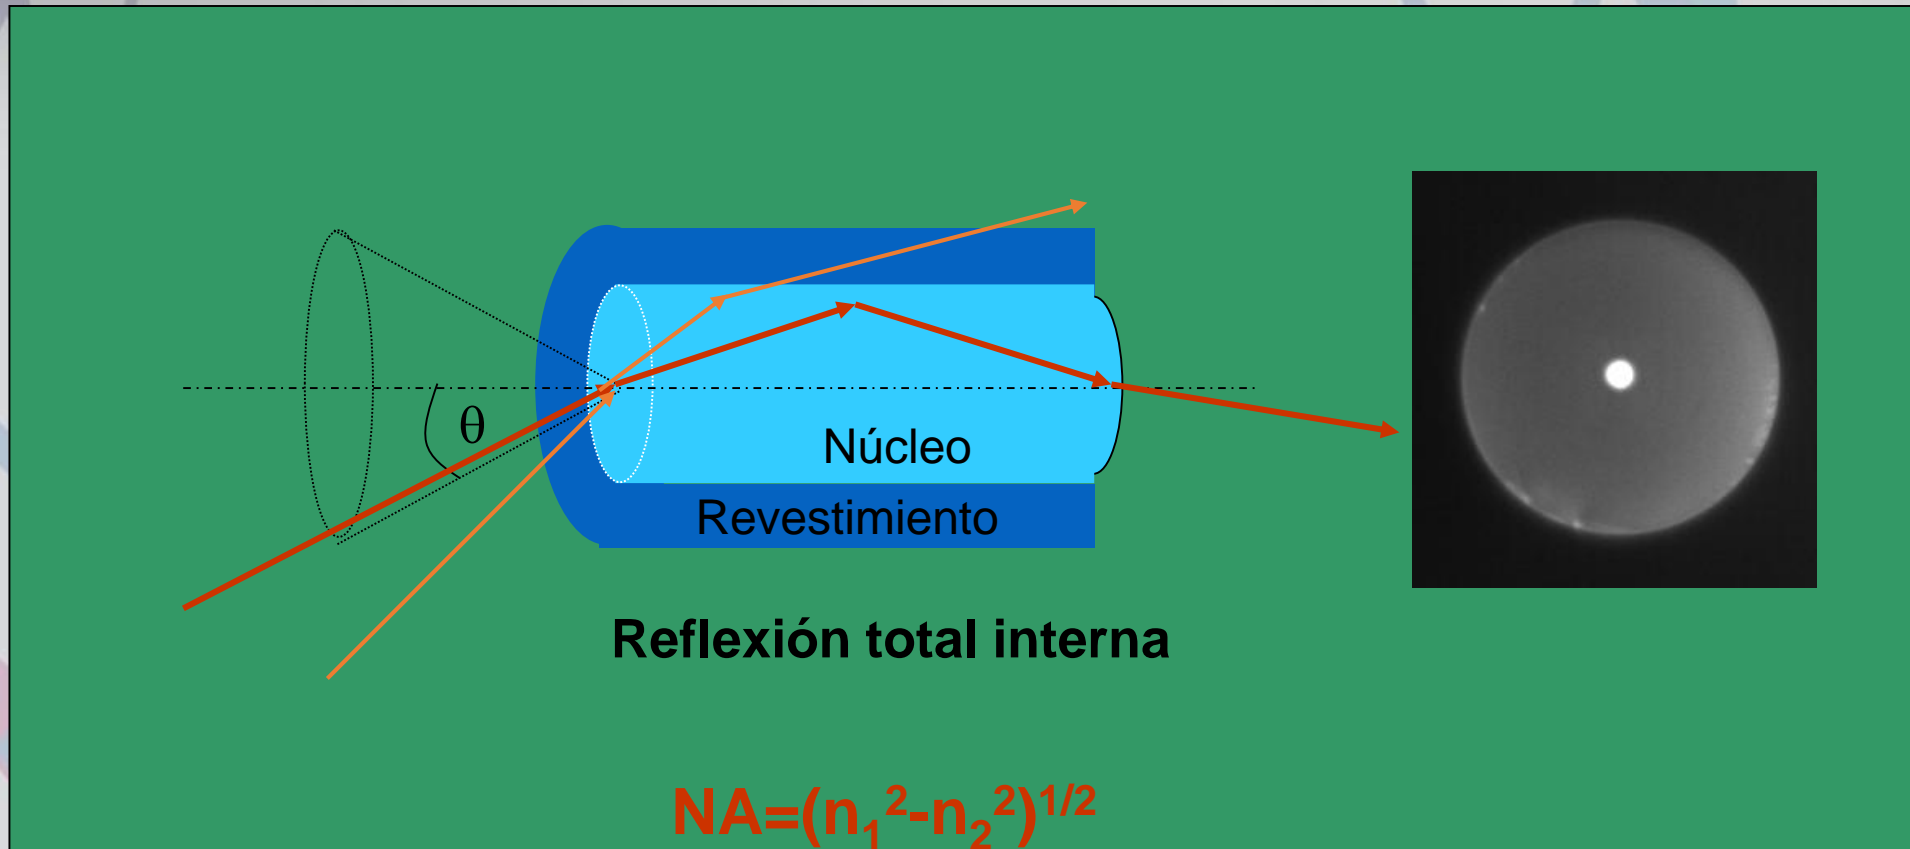 θ
Núcleo
Revestimiento
Reflexión total interna
NA=(n₁²-n₂²)¹/²